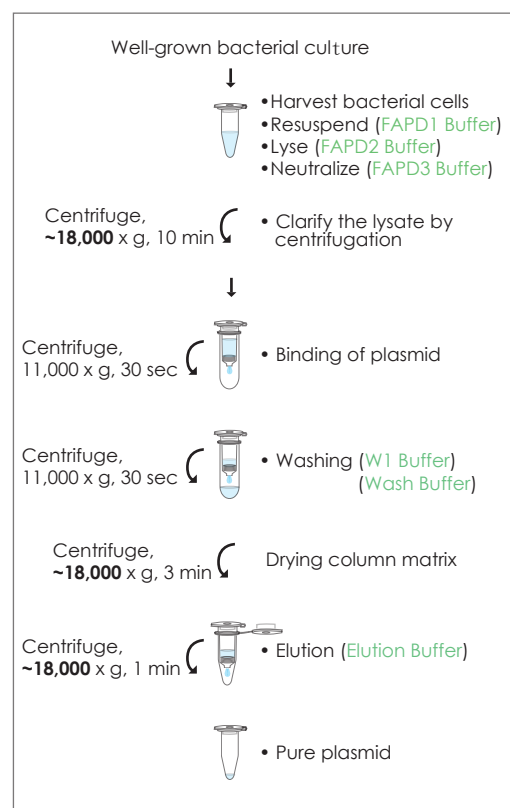 Well-grown bacterial culture
•Harvest bacterial cells
•Resuspend (FAPD1 Buffer)
•Lyse (FAPD2 Buffer)
•Neutralize (FAPD3 Buffer)
Centrifuge,
~18,000 x g, 10 min
• Clarify the lysate by
centrifugation
Centrifuge,
11,000 x g, 30 sec
• Binding of plasmid
Centrifuge,
11,000 x g, 30 sec
• Washing (W1 Buffer)
(Wash Buffer)
Centrifuge,
~18,000 x g, 3 min
Drying column matrix
Centrifuge,
~18,000 x g, 1 min
• Elution (Elution Buffer)
• Pure plasmid